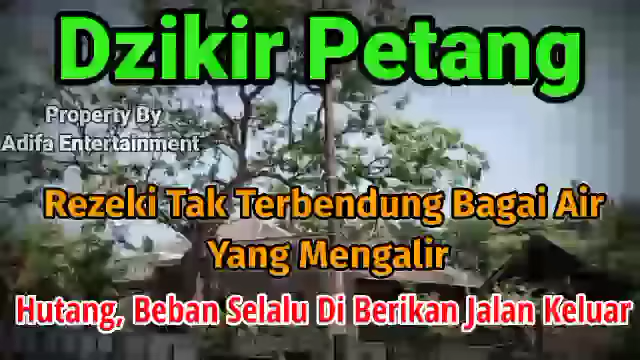 Dzikir Petang
Property By
Adifa Entertainment
Rezeki Tak Terbendung Bagai Air
Yang Mengalir
Hutang, Beban Selalu Di Berikan Jalan Keluar